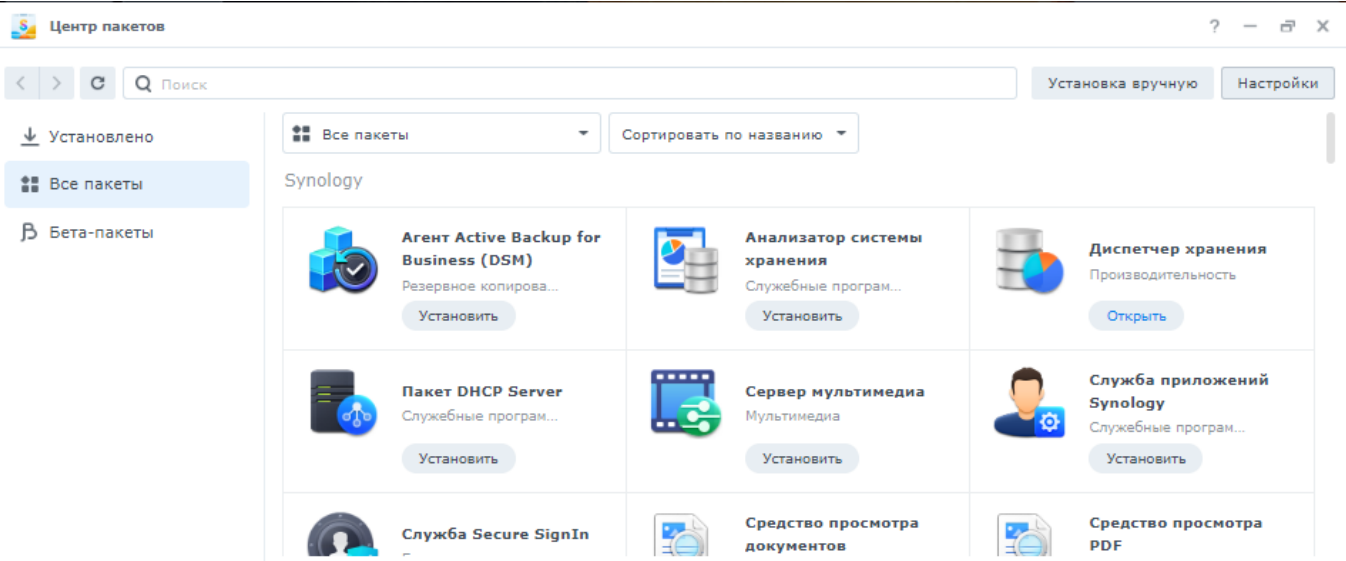 Центр пакетов
Поиск
Установка вручную
Настройки
Установлено
Все пакеты
Бета-пакеты
Все пакеты
Сортировать по названию
Synology
Агент Active Backup for
Business (DSM)
Резервное копирова...
Установить
Анализатор системы
хранения
Служебные програм...
Установить
Диспетчер хранения
Производительность
Открыть
Пакет DHCP Server
Служебные програм...
Установить
Сервер мультимедиа
Мультимедиа
Установить
Служба приложений
Synology
Служебные програм...
Установить
Служба Secure SignIn
Средство просмотра
документов
Средство просмотра
PDF